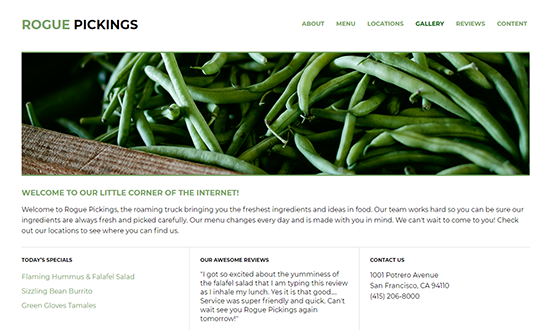 ROGUE PICKINGS
ABOUT MENU LOCATIONS GALLERY REVIEWS CONTENT
WELCOME TO OUR LITTLE CORNER OF THE INTERNET!
Welcome to Rogue Pickings, the roaming truck bringing you the freshest ingredients and ideas in food. Our team works hard so you can be sure our
ingredients are always fresh and picked carefully. Our menu changes every day and is made with you in mind. We can't wait to come to you! Check
out our locations to see where you can find us.
TODAY'S SPECIALS
Flaming Hummus & Falafel Salad
Sizzling Bean Burrito
Green Gloves Tamales
OUR AWESOME REVIEWS
"I got so excited about the yumminess of
the falafel salad that I am typing this review
as I inhale my lunch. Yes it is that good....
Service was super friendly and quick. Can't
wait to see you Rogue Pickings again
tomorrow!"
CONTACT US
1001 Potrero Avenue
San Francisco, CA 94110
(415) 206-8000